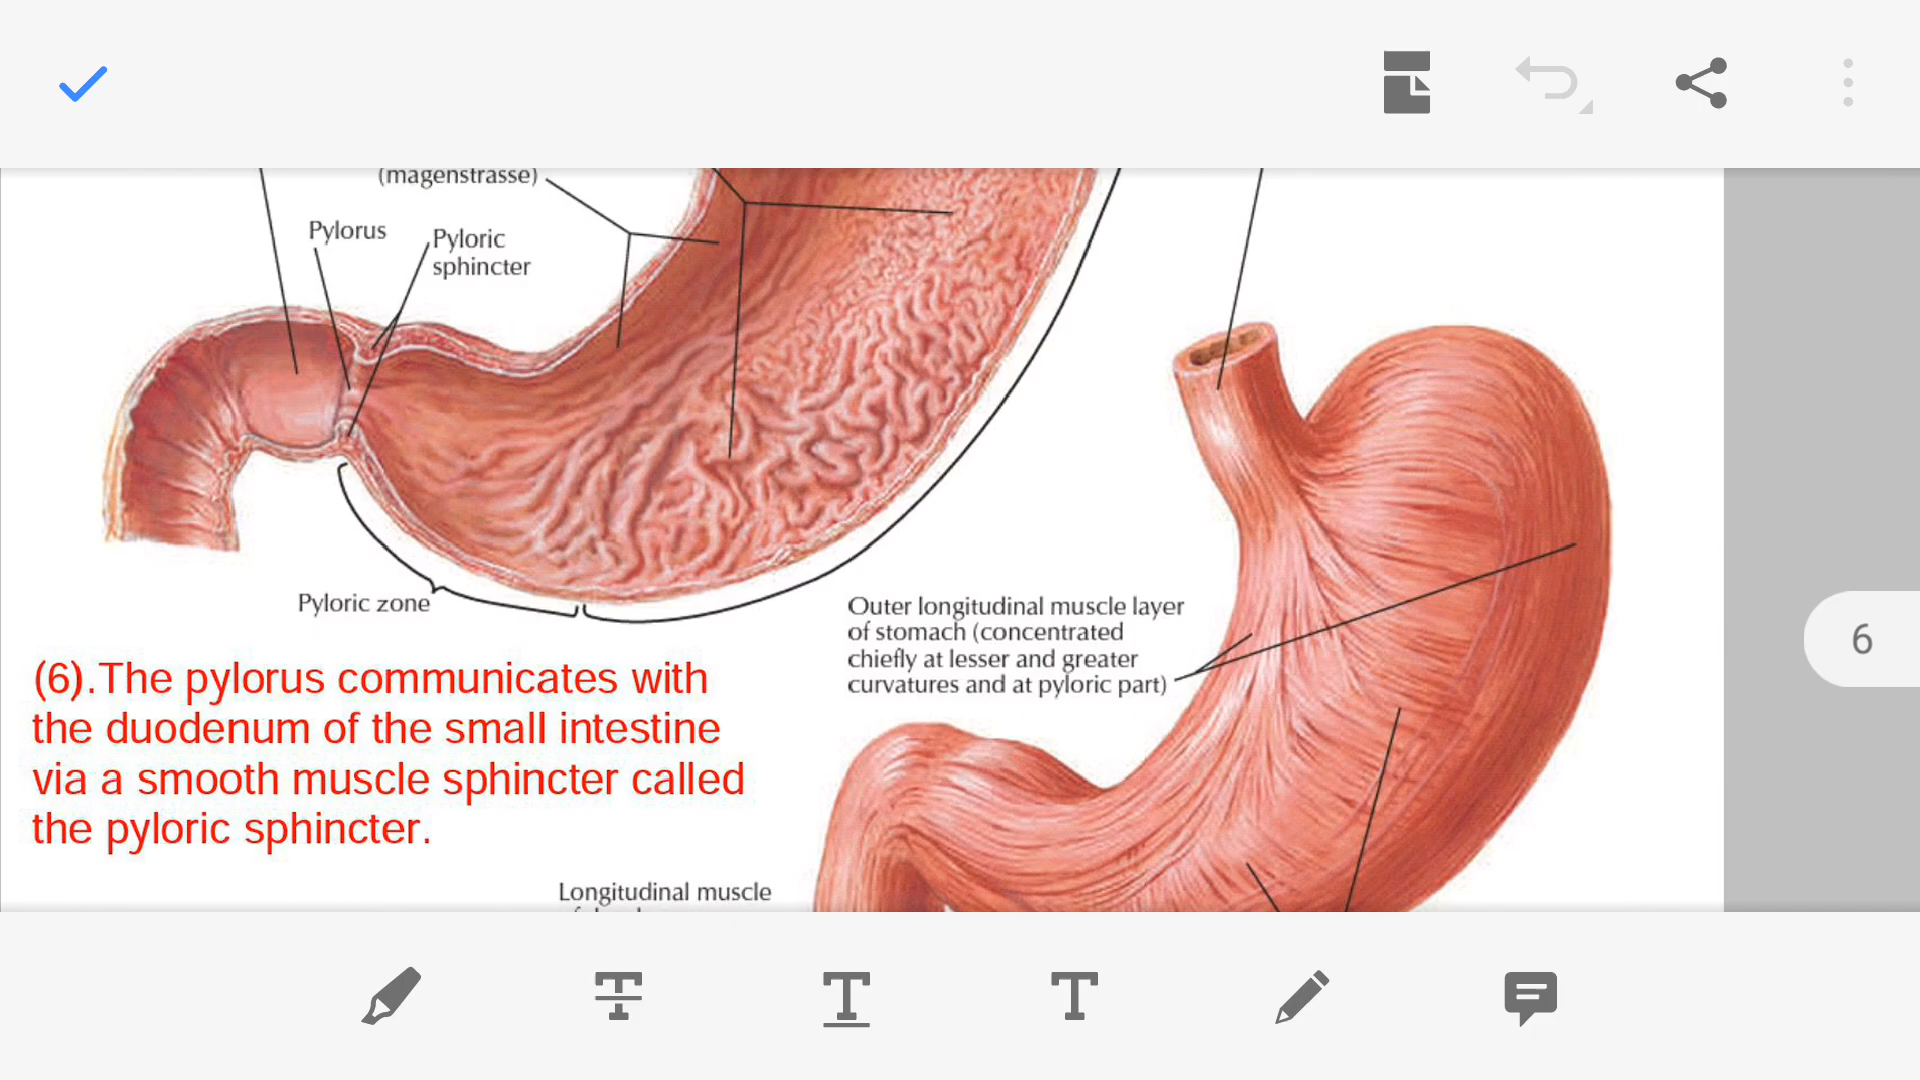 (magenstrasse)
Pylorus
Pyloric
sphincter
Pyloric zone
Outer longitudinal muscle layer
of stomach (concentrated
chiefly at lesser and greater
curvatures and at pyloric part)
6
(6).The pylorus communicates with
the duodenum of the small intestine
via a smooth muscle sphincter called
the pyloric sphincter.
Longitudinal muscle